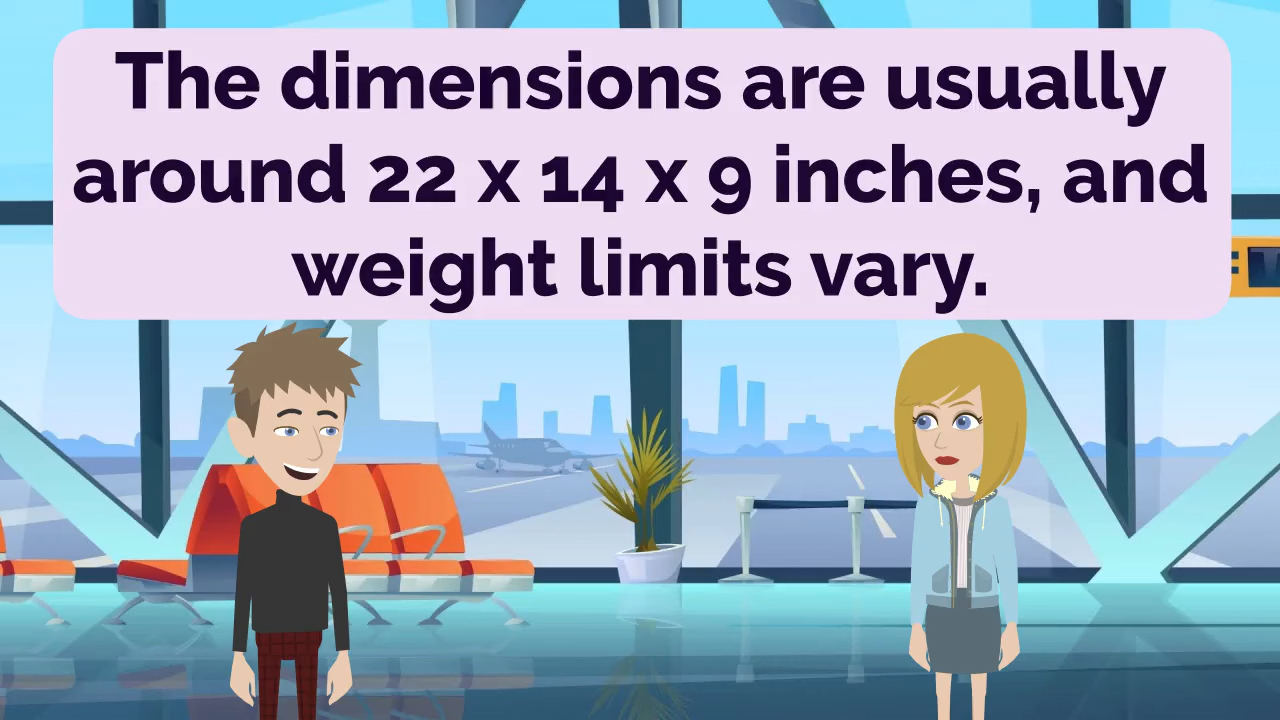 The dimensions are usually
around 22 x 14 x 9 inches, and
weight limits vary.